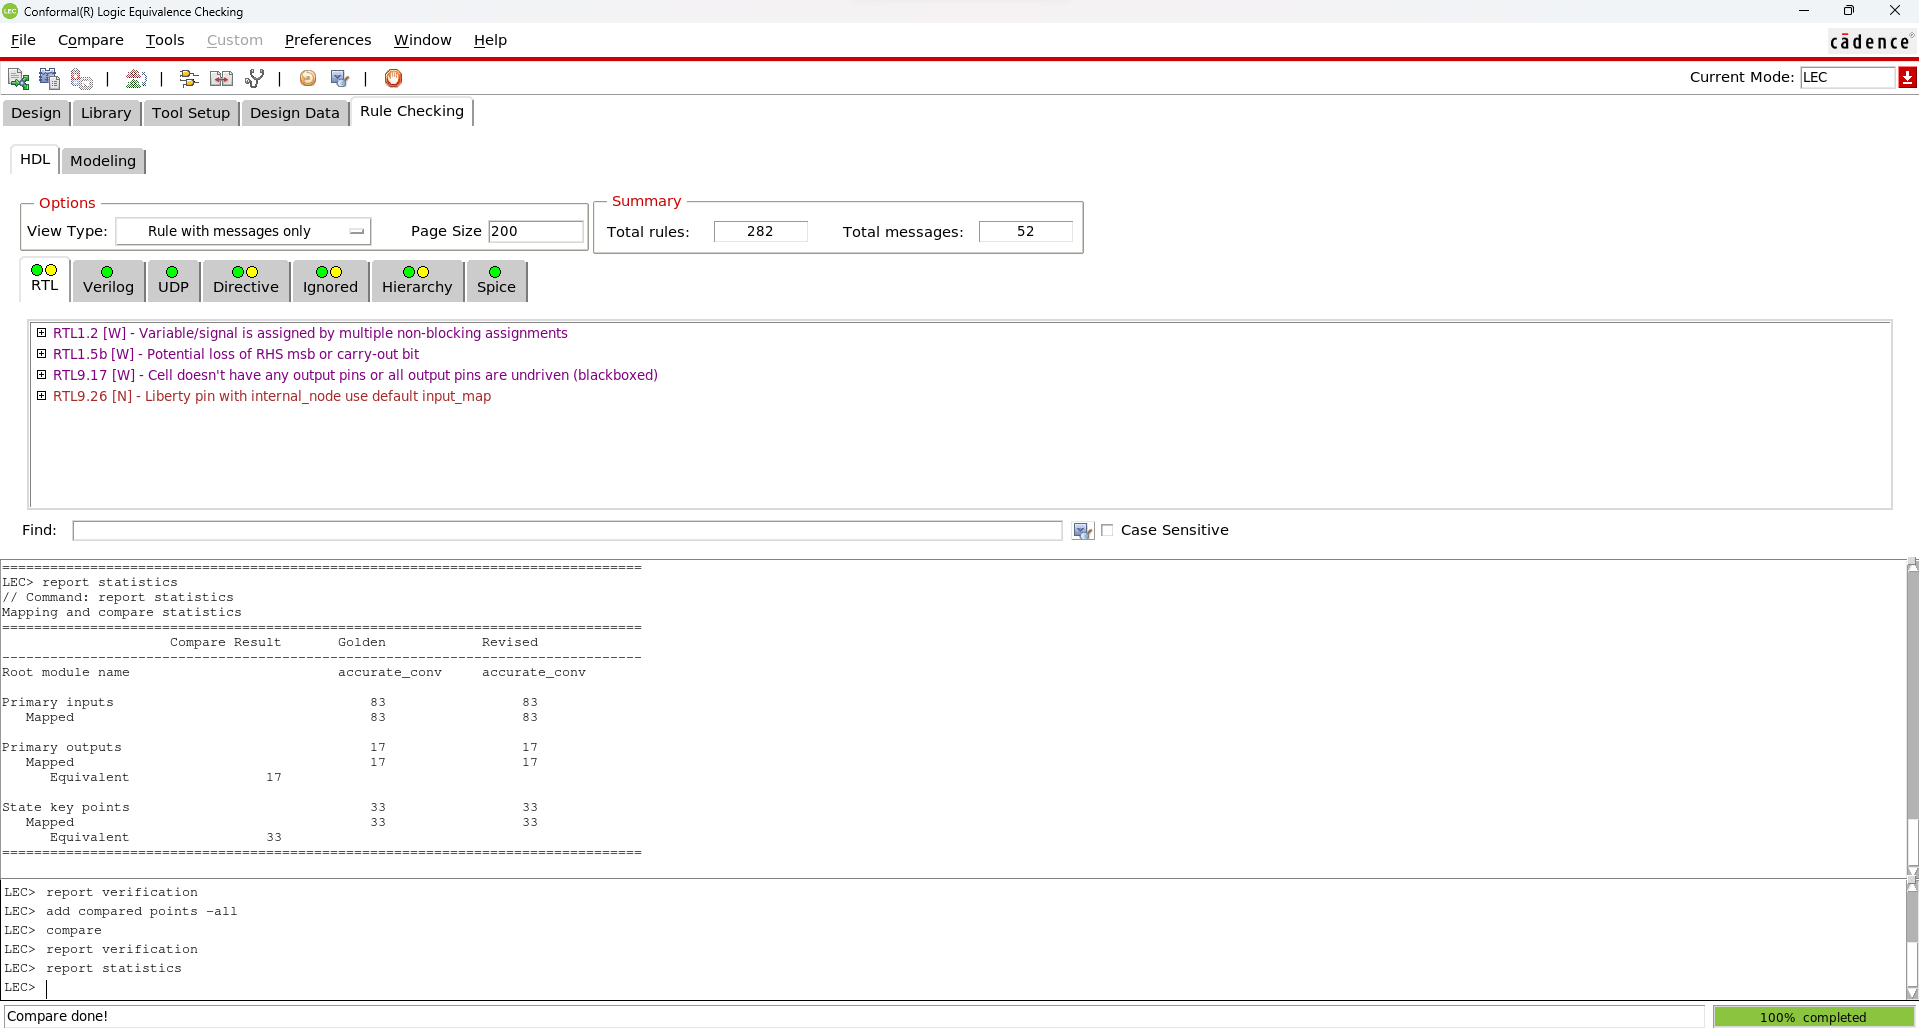 LEC Conformal(R) Logic Equivalence Checking
File Compare Tools Custom Preferences Window Help
cādence®
Current Mode: LEC
Design Library Tool Setup Design Data Rule Checking
HDL Modeling
Options
Summary
View Type: Rule with messages only Page Size 200
Total rules: 282 Total messages: 52
RTL Verilog UDP Directive Ignored Hierarchy Spice
RTL1.2 [W] - Variable/signal is assigned by multiple non-blocking assignments
RTL1.5b [W] - Potential loss of RHS msb or carry-out bit
RTL9.17 [W] - Cell doesn't have any output pins or all output pins are undriven (blackboxed)
RTL9.26 [N] - Liberty pin with internal_node use default input_map
Find: Case Sensitive
================================================================================
LEC> report statistics
// Command: report statistics
Mapping and compare statistics
================================================================================
Compare Result Golden Revised
--------------------------------------------------------------------------------
Root module name accurate_conv accurate_conv
Primary inputs 83 83
Mapped 83 83
Primary outputs 17 17
Mapped 17 17
Equivalent 17
State key points 33 33
Mapped 33 33
Equivalent 33
================================================================================
LEC> report verification
LEC> add compared points -all
LEC> compare
LEC> report verification
LEC> report statistics
LEC>
Compare done!
100% completed